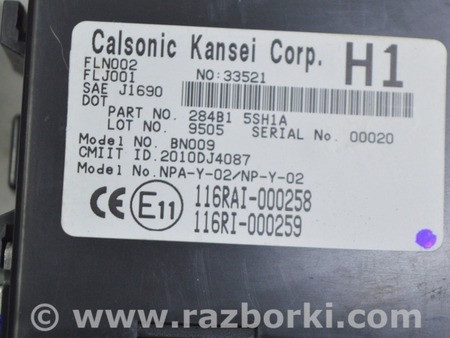 Calsonic Kansei Corp. H1
FLN002
FLJ001 NO:33521
SAE J1690
DOT
PART NO. 284B1 5SH1A
LOT NO. 9505 SERIAL No. 00020
Model NO. BN009
CMIIT ID.2010DJ4087
Model No.NPA-Y-02/NP-Y-02
CE E11 116RAI-000258
116RI-000259
© www.razborki.com